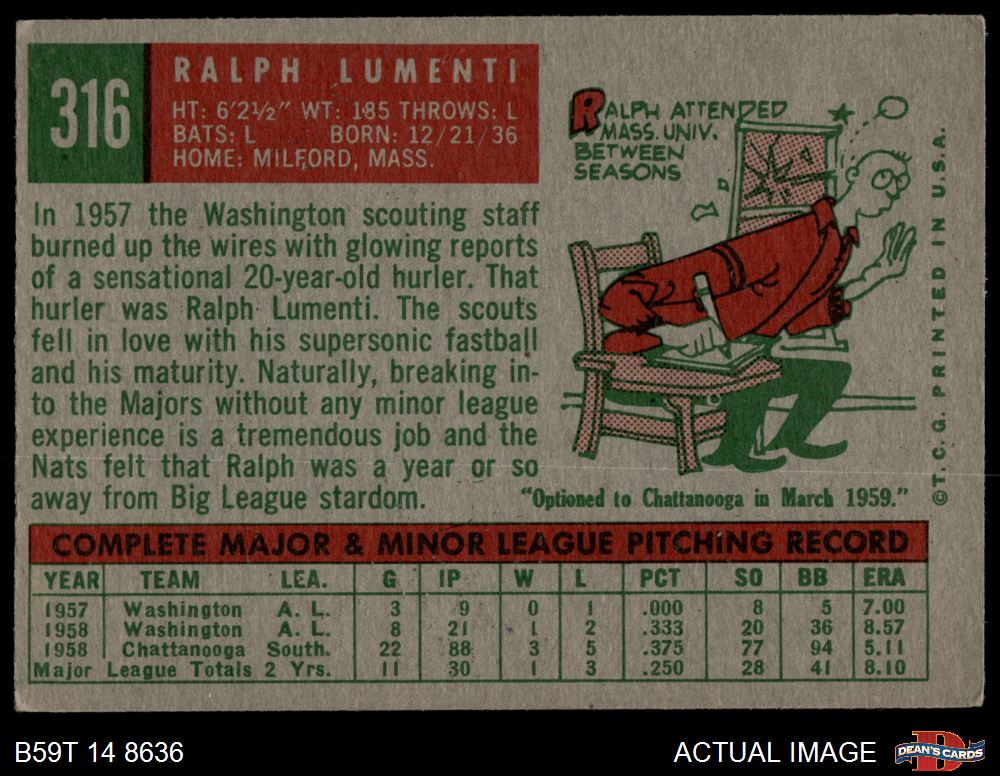 316
RALPH LUMENTI
HT: 6'2½" WT: 185 THROWS: L
BATS: L BORN: 12/21/36
HOME: MILFORD, MASS.
In 1957 the Washington scouting staff
burned up the wires with glowing reports
of a sensational 20-year-old hurler. That
hurler was Ralph Lumenti. The scouts
fell in love with his supersonic fastball
and his maturity. Naturally, breaking in-
to the Majors without any minor league
experience is a tremendous job and the
Nats felt that Ralph was a year or so
away from Big League stardom.
RALPH ATTENDED
MASS. UNIV.
BETWEEN
SEASONS
"Optioned to Chattanooga in March 1959."
©T.C.G. PRINTED IN U.S.A.
COMPLETE MAJOR & MINOR LEAGUE PITCHING RECORD
YEAR TEAM LEA. G IP W L PCT SO BB ERA
1957 Washington A. L. 3 9 0 1 .000 8 5 7.00
1958 Washington A. L. 8 21 1 2 .333 20 36 8.57
1958 Chattanooga South. 22 88 3 5 .375 77 94 5.11
Major League Totals 2 Yrs. 11 30 1 3 .250 28 41 8.10
B59T 14 8636
ACTUAL IMAGE
D
DEAN'S CARDS